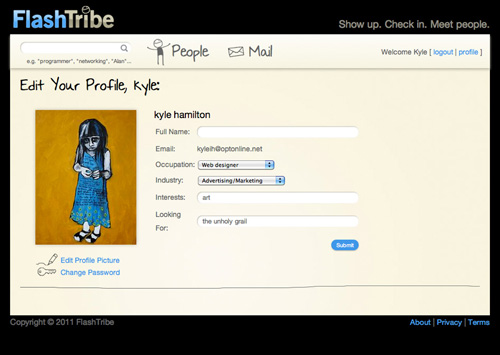 FlashTribe
Show up. Check in. Meet people.
People
Mail
Welcome Kyle [ logout | profile ]
e.g. "programmer", "networking", "Alan"...
Edit Your Profile, Kyle:
kyle hamilton
Full Name:
Email: kyleih@optonline.net
Occupation: Web designer
Industry: Advertising/Marketing
Interests: art
Looking
For: the unholy grail
Submit
Edit Profile Picture
Change Password
Copyright © 2011 FlashTribe
About | Privacy | Terms